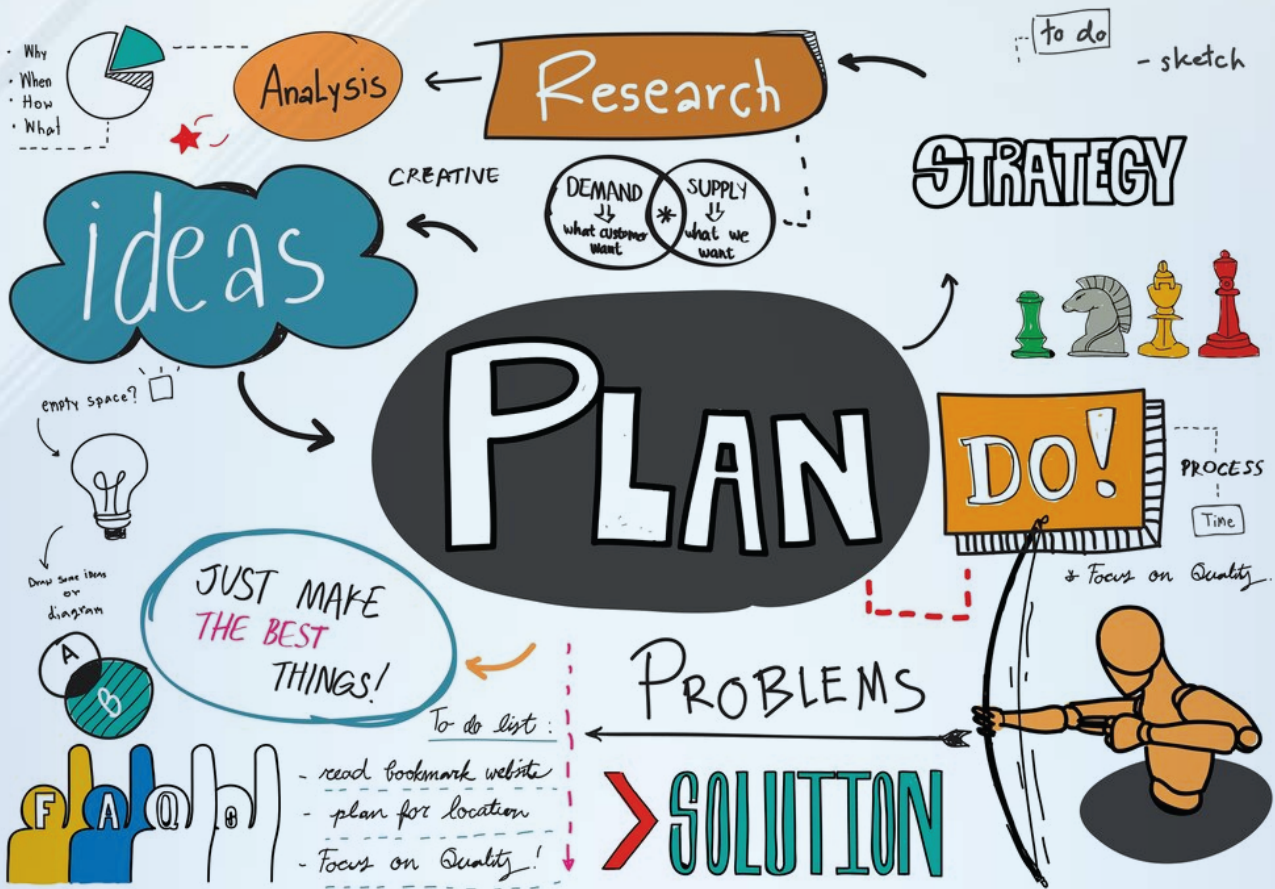 to do
- sketch
· Why
· When
· How
· What
Analysis
Research
STRATEGY
CREATIVE
DEMAND
what customer
want
*
SUPPLY
what we
want
ideas
empty space?
PLAN
DO!
PROCESS
Time
* Focus on Quality.
Draw some ideas
or
diagram
JUST MAKE
THE BEST
THINGS!
A
B
PROBLEMS
To do list :
- read bookmark website
- plan for location
- Focus on Quality!
SOLUTION
F A Q s